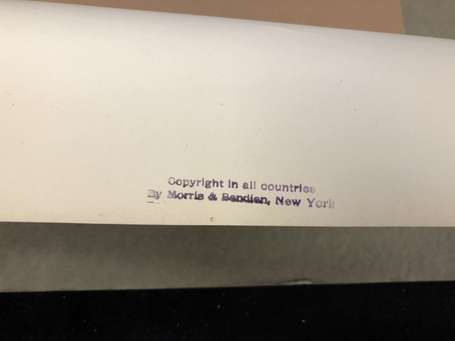 Copyright in all countries
By Morris & Bendien, New York